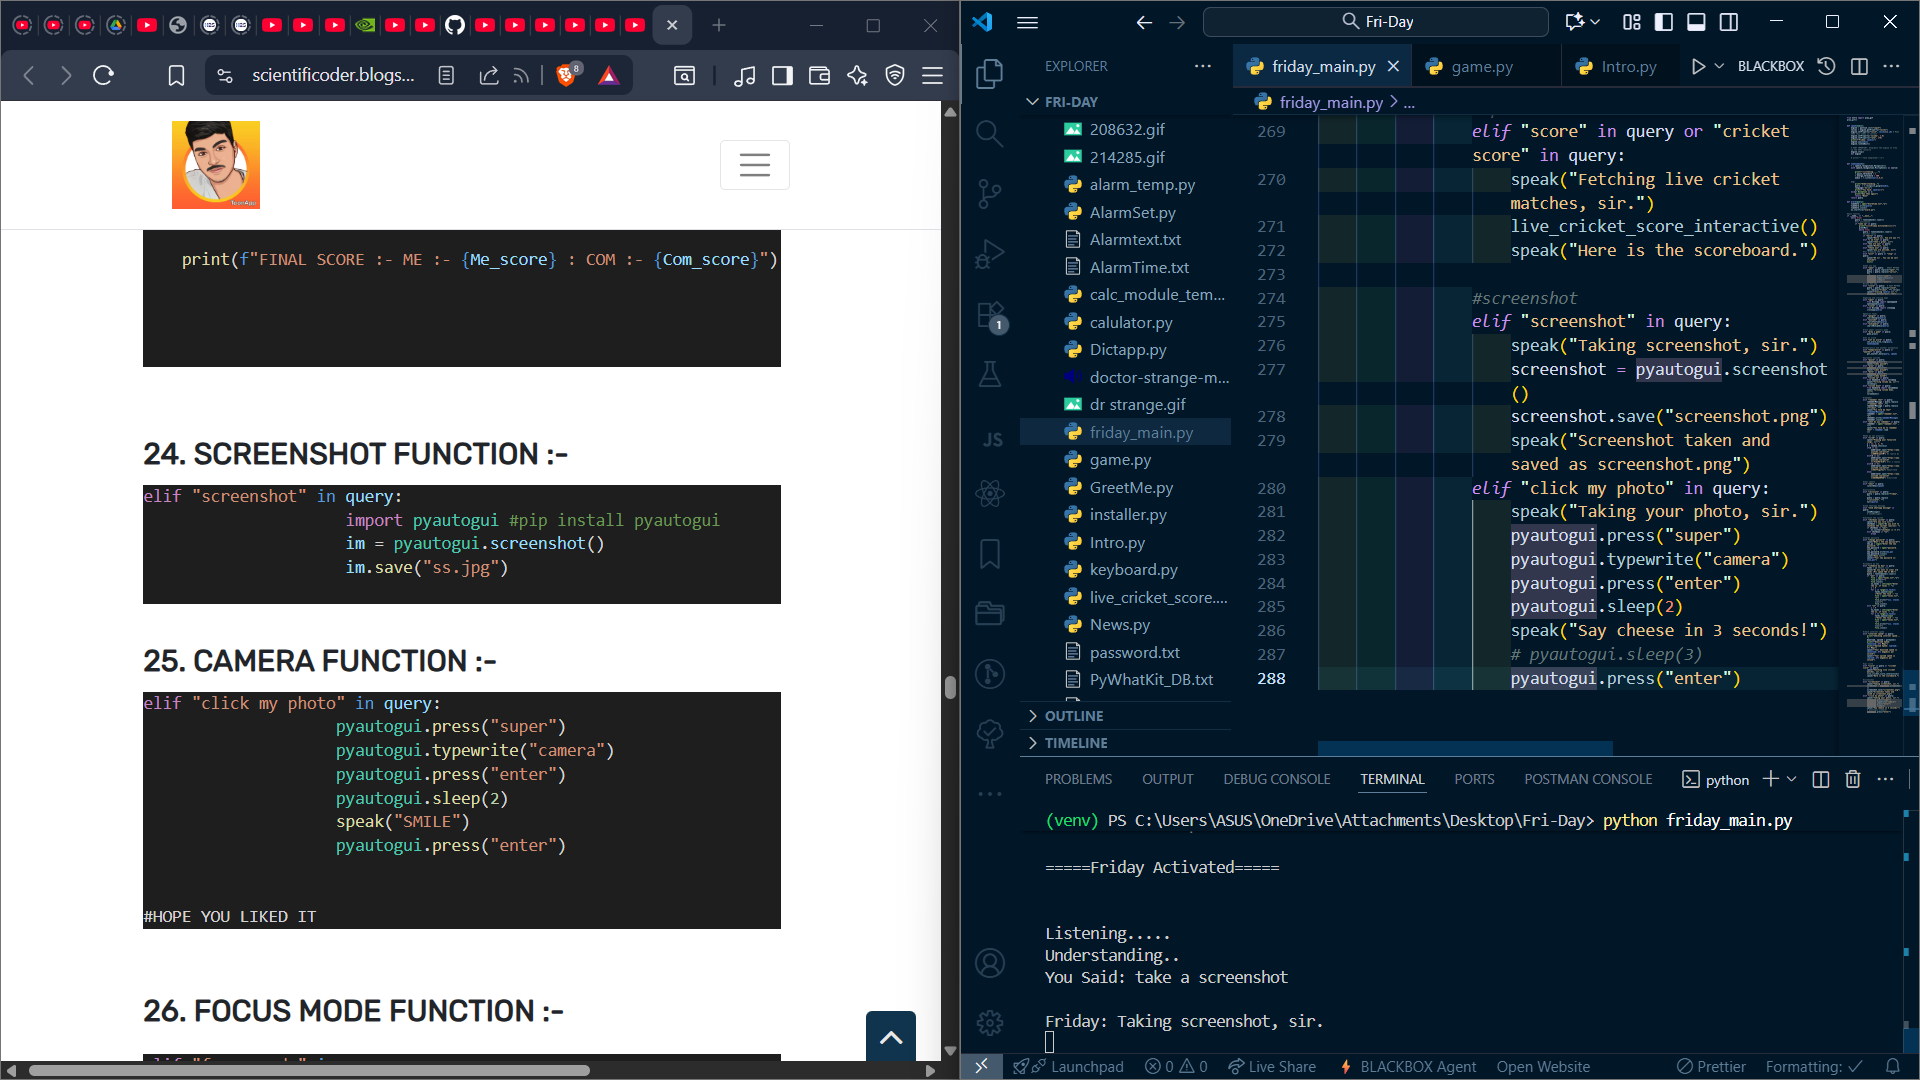 scientificoder.blogs...
8
print(f"FINAL SCORE :- ME :- {Me_score} : COM :- {Com_score}")
24. SCREENSHOT FUNCTION :-
elif "screenshot" in query:
import pyautogui #pip install pyautogui
im = pyautogui.screenshot()
im.save("ss.jpg")
25. CAMERA FUNCTION :-
elif "click my photo" in query:
pyautogui.press("super")
pyautogui.typewrite("camera")
pyautogui.press("enter")
pyautogui.sleep(2)
speak("SMILE")
pyautogui.press("enter")
#HOPE YOU LIKED IT
26. FOCUS MODE FUNCTION :-
Fri-Day
EXPLORER
FRI-DAY
208632.gif
214285.gif
alarm_temp.py
AlarmSet.py
Alarmtext.txt
AlarmTime.txt
calc_module_tem...
calulator.py
Dictapp.py
doctor-strange-m...
dr strange.gif
friday_main.py
game.py
GreetMe.py
installer.py
Intro.py
keyboard.py
live_cricket_score....
News.py
password.txt
PyWhatKit_DB.txt
OUTLINE
TIMELINE
1
JS
friday_main.py
game.py
Intro.py
BLACKBOX
friday_main.py > ...
269 elif "score" in query or "cricket
score" in query:
270 speak("Fetching live cricket
matches, sir.")
271 live_cricket_score_interactive()
272 speak("Here is the scoreboard.")
273
274 #screenshot
275 elif "screenshot" in query:
276 speak("Taking screenshot, sir.")
277 screenshot = pyautogui.screenshot
()
278 screenshot.save("screenshot.png")
279 speak("Screenshot taken and
saved as screenshot.png")
280 elif "click my photo" in query:
281 speak("Taking your photo, sir.")
282 pyautogui.press("super")
283 pyautogui.typewrite("camera")
284 pyautogui.press("enter")
285 pyautogui.sleep(2)
286 speak("Say cheese in 3 seconds!")
287 # pyautogui.sleep(3)
288 pyautogui.press("enter")
PROBLEMS OUTPUT DEBUG CONSOLE TERMINAL PORTS POSTMAN CONSOLE python
(venv) PS C:\Users\ASUS\OneDrive\Attachments\Desktop\Fri-Day> python friday_main.py
=====Friday Activated=====
Listening.....
Understanding..
You Said: take a screenshot
Friday: Taking screenshot, sir.
Launchpad 0 0 Live Share BLACKBOX Agent Open Website Prettier Formatting: